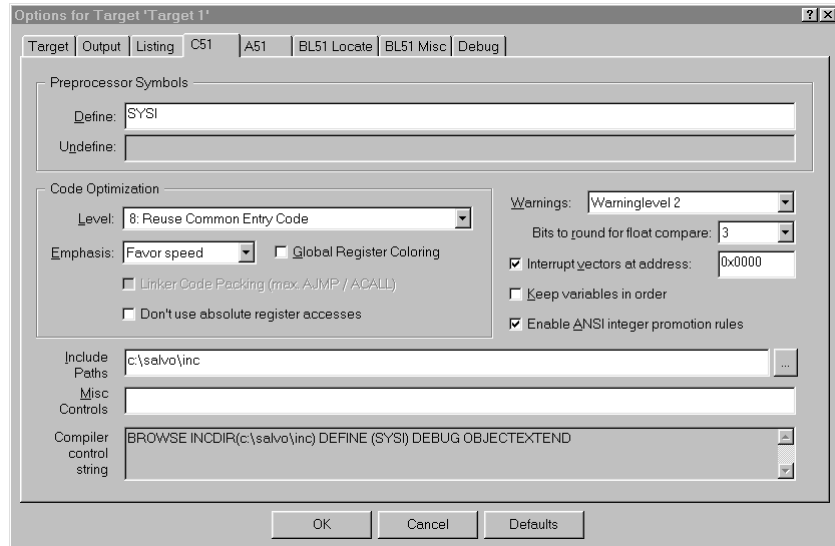 Options for Target 'Target 1'
Target Output Listing C51 A51 BL51 Locate BL51 Misc Debug
Preprocessor Symbols
Define: SYSI
Undefine:
Code Optimization
Level: 8: Reuse Common Entry Code
Emphasis: Favor speed Global Register Coloring
Linker Code Packing (max. AJMP / ACALL)
Don't use absolute register accesses
Warnings: Warninglevel 2
Bits to round for float compare: 3
Interrupt vectors at address: 0x0000
Keep variables in order
Enable ANSI integer promotion rules
Include Paths c:\salvo\inc ...
Misc Controls
Compiler control string BROWSE INCDIR(c:\salvo\inc) DEFINE (SYSI) DEBUG OBJECTEXTEND
OK Cancel Defaults